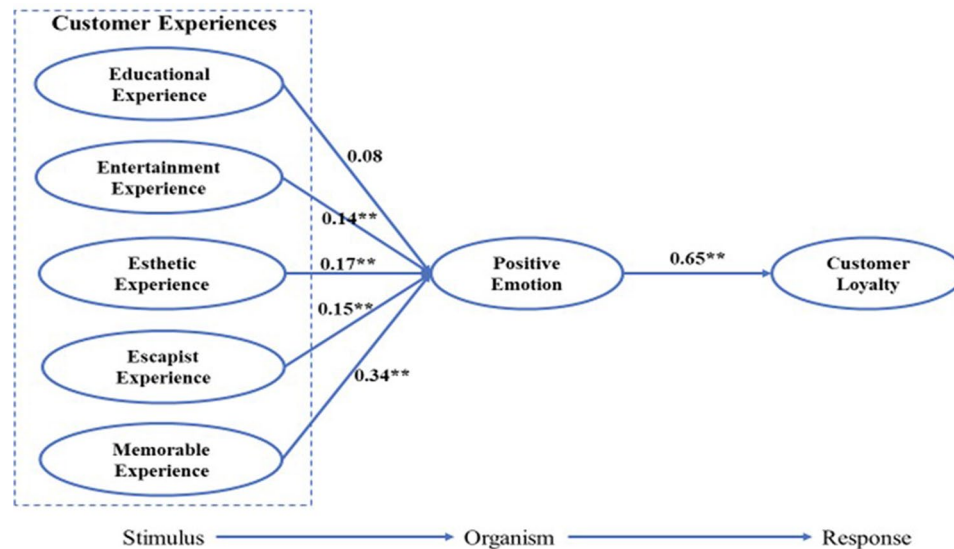 Customer Experiences
Educational
Experience
0.08
Entertainment
Experience
0.14**
Esthetic
Experience
0.17**
Positive
Emotion
0.65**
Customer
Loyalty
0.15**
Escapist
Experience
0.34**
Memorable
Experience
Stimulus
Organism
Response